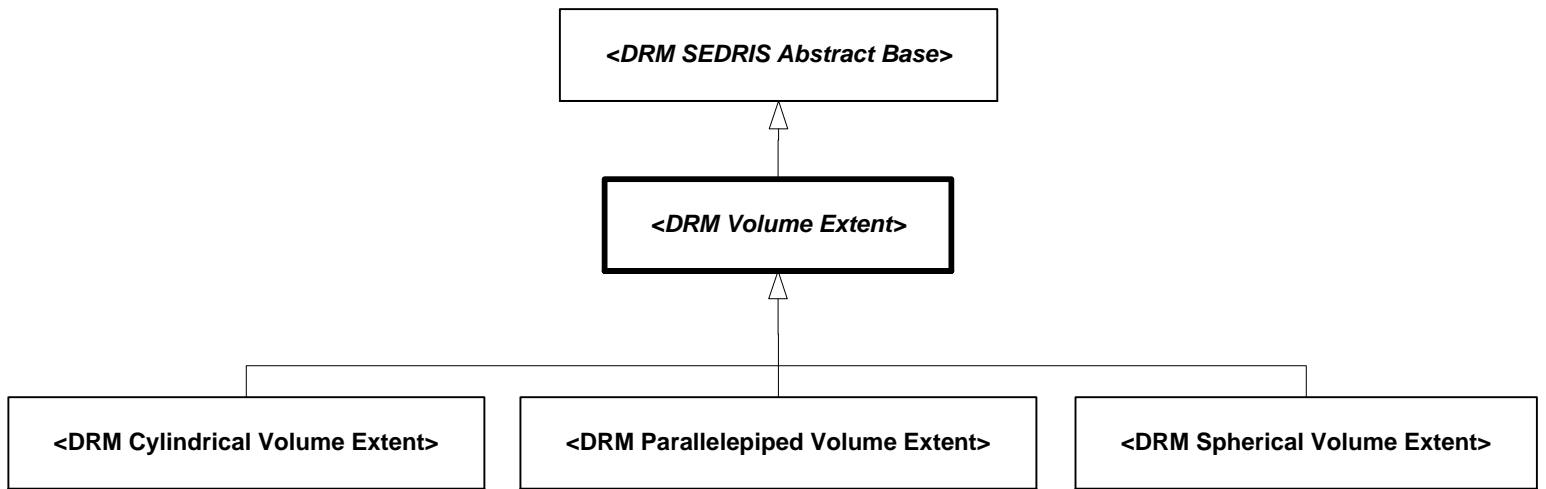 <DRM SEDRIS Abstract Base>
<DRM Volume Extent>
<DRM Cylindrical Volume Extent>
<DRM Parallelepiped Volume Extent>
<DRM Spherical Volume Extent>